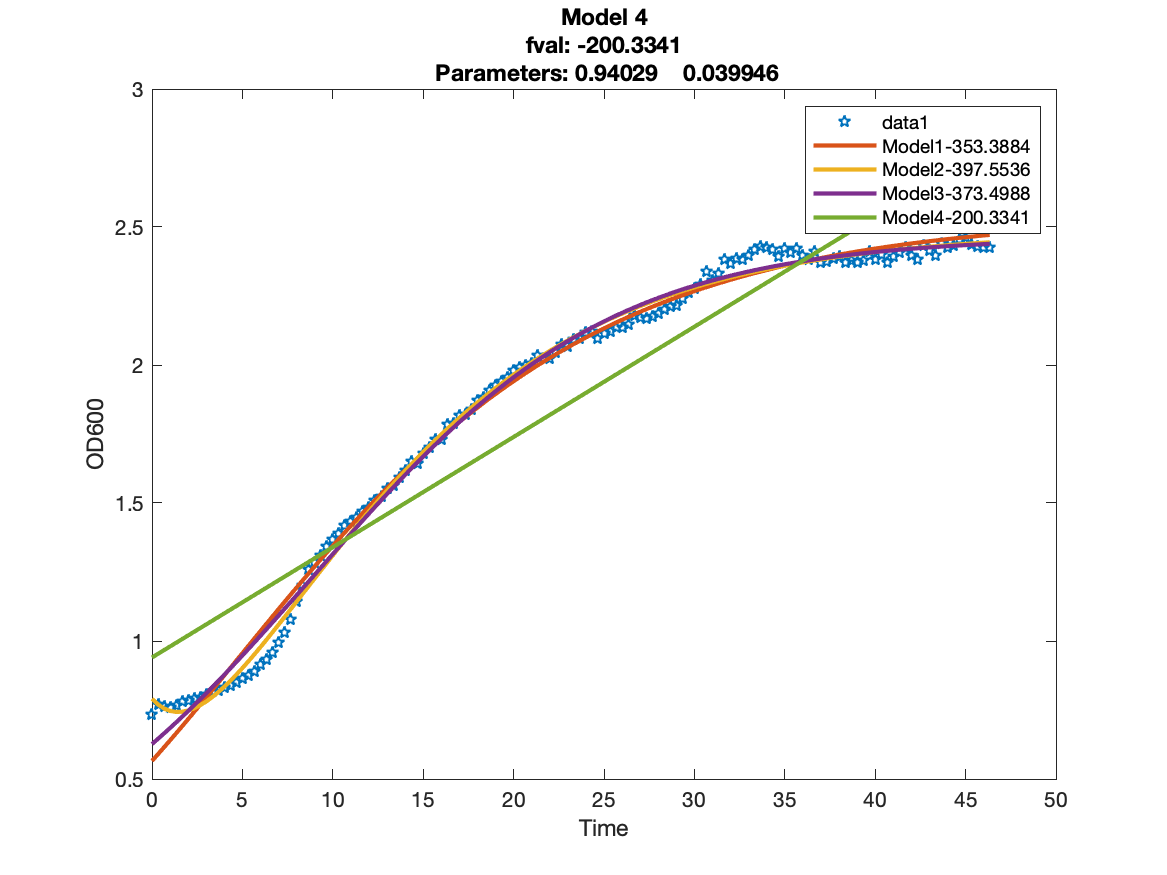 Model 4
fval: -200.3341
Parameters: 0.94029 0.039946
3
2.5
2
1.5
1
0.5
OD600
data1
Model1-353.3884
Model2-397.5536
Model3-373.4988
Model4-200.3341
0 5 10 15 20 25 30 35 40 45 50
Time